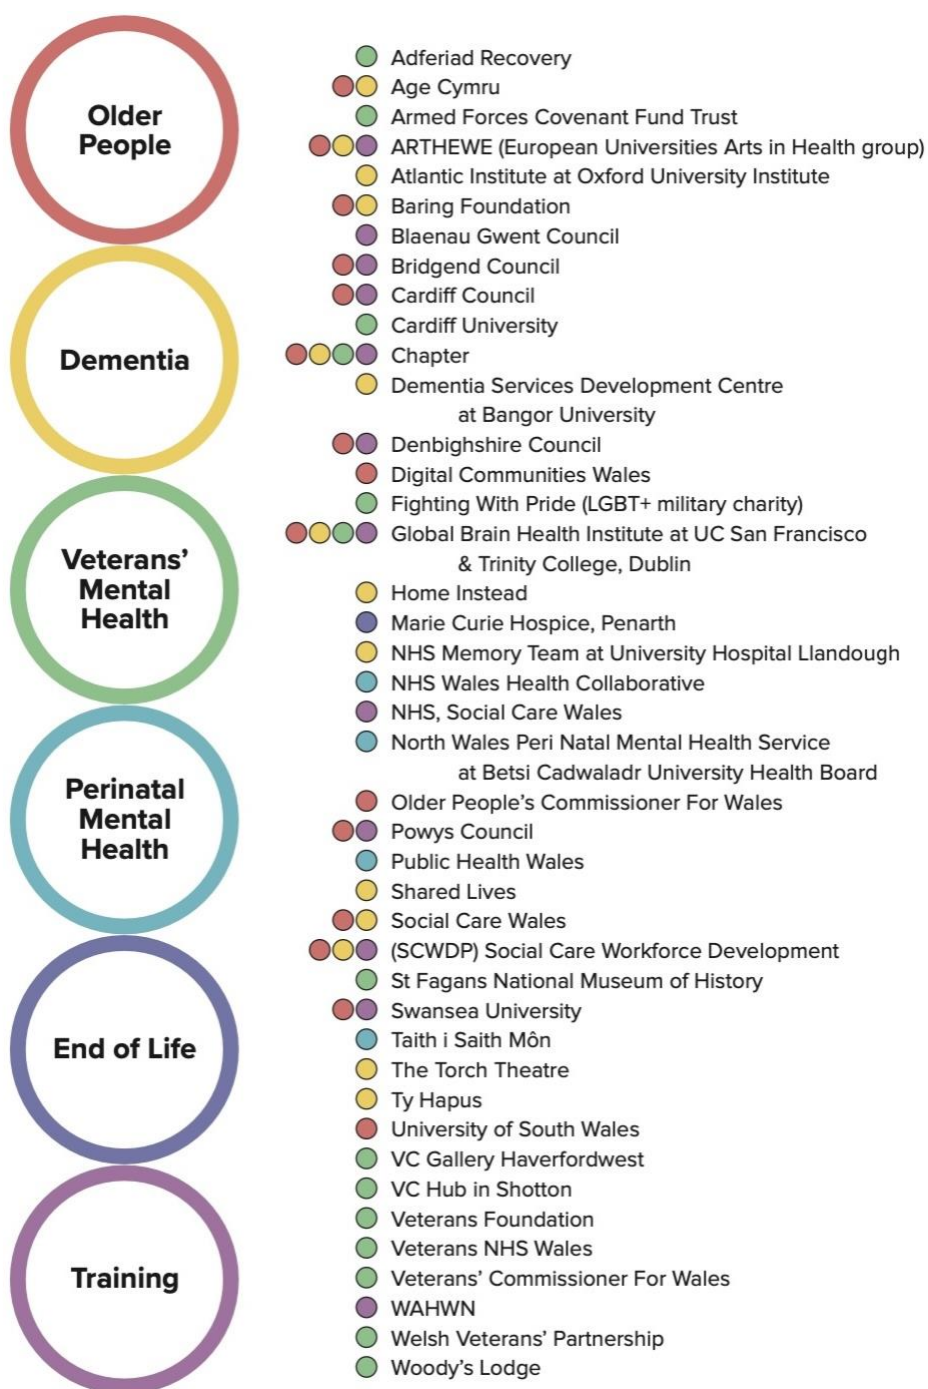 Older
People
Dementia
Veterans’
Mental
Health
Perinatal
Mental
Health
End of Life
Training
Adferiad Recovery
Age Cymru
Armed Forces Covenant Fund Trust
ARTHEWE (European Universities Arts in Health group)
Atlantic Institute at Oxford University Institute
Baring Foundation
Blaenau Gwent Council
Bridgend Council
Cardiff Council
Cardiff University
Chapter
Dementia Services Development Centre
at Bangor University
Denbighshire Council
Digital Communities Wales
Fighting With Pride (LGBT+ military charity)
Global Brain Health Institute at UC San Francisco
& Trinity College, Dublin
Home Instead
Marie Curie Hospice, Penarth
NHS Memory Team at University Hospital Llandough
NHS Wales Health Collaborative
NHS, Social Care Wales
North Wales Peri Natal Mental Health Service
at Betsi Cadwaladr University Health Board
Older People’s Commissioner For Wales
Powys Council
Public Health Wales
Shared Lives
Social Care Wales
(SCWDP) Social Care Workforce Development
St Fagans National Museum of History
Swansea University
Taith i Saith Môn
The Torch Theatre
Ty Hapus
University of South Wales
VC Gallery Haverfordwest
VC Hub in Shotton
Veterans Foundation
Veterans NHS Wales
Veterans’ Commissioner For Wales
WAHWN
Welsh Veterans’ Partnership
Woody’s Lodge